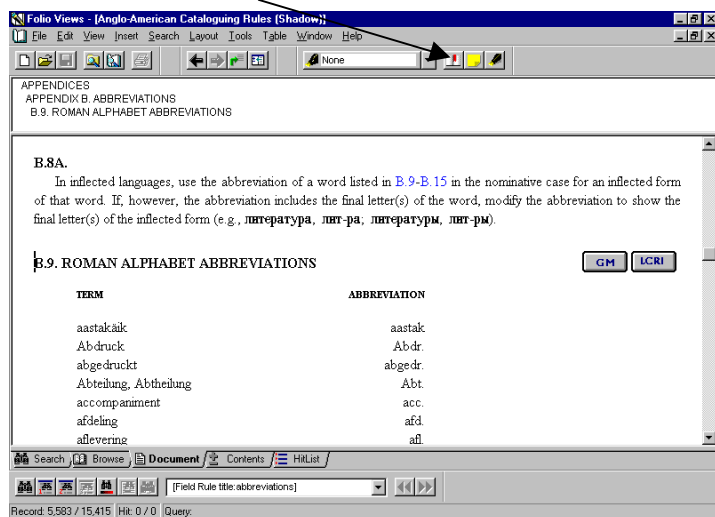 Folio Views - [Anglo-American Cataloguing Rules (Shadow)]
File Edit View Insert Search Layout Tools Table Window Help
None
APPENDICES
APPENDIX B. ABBREVIATIONS
B.9. ROMAN ALPHABET ABBREVIATIONS
B.8A.
In inflected languages, use the abbreviation of a word listed in B.9-B.15 in the nominative case for an inflected form
of that word. If, however, the abbreviation includes the final letter(s) of the word, modify the abbreviation to show the
final letter(s) of the inflected form (e.g., литература, лит-ра; литературы, лит-ры).
B.9. ROMAN ALPHABET ABBREVIATIONS GM LCRI
TERM ABBREVIATION
aastakäik aastak
Abdruck Abdr.
abgedruckt abgedr.
Abteilung, Abtheilung Abt.
accompaniment acc.
afdeling afd.
aflevering afl.
Search Browse Document Contents HitList
[Field Rule title:abbreviations]
Record: 5,583 / 15,415 Hit: 0 / 0 Query: